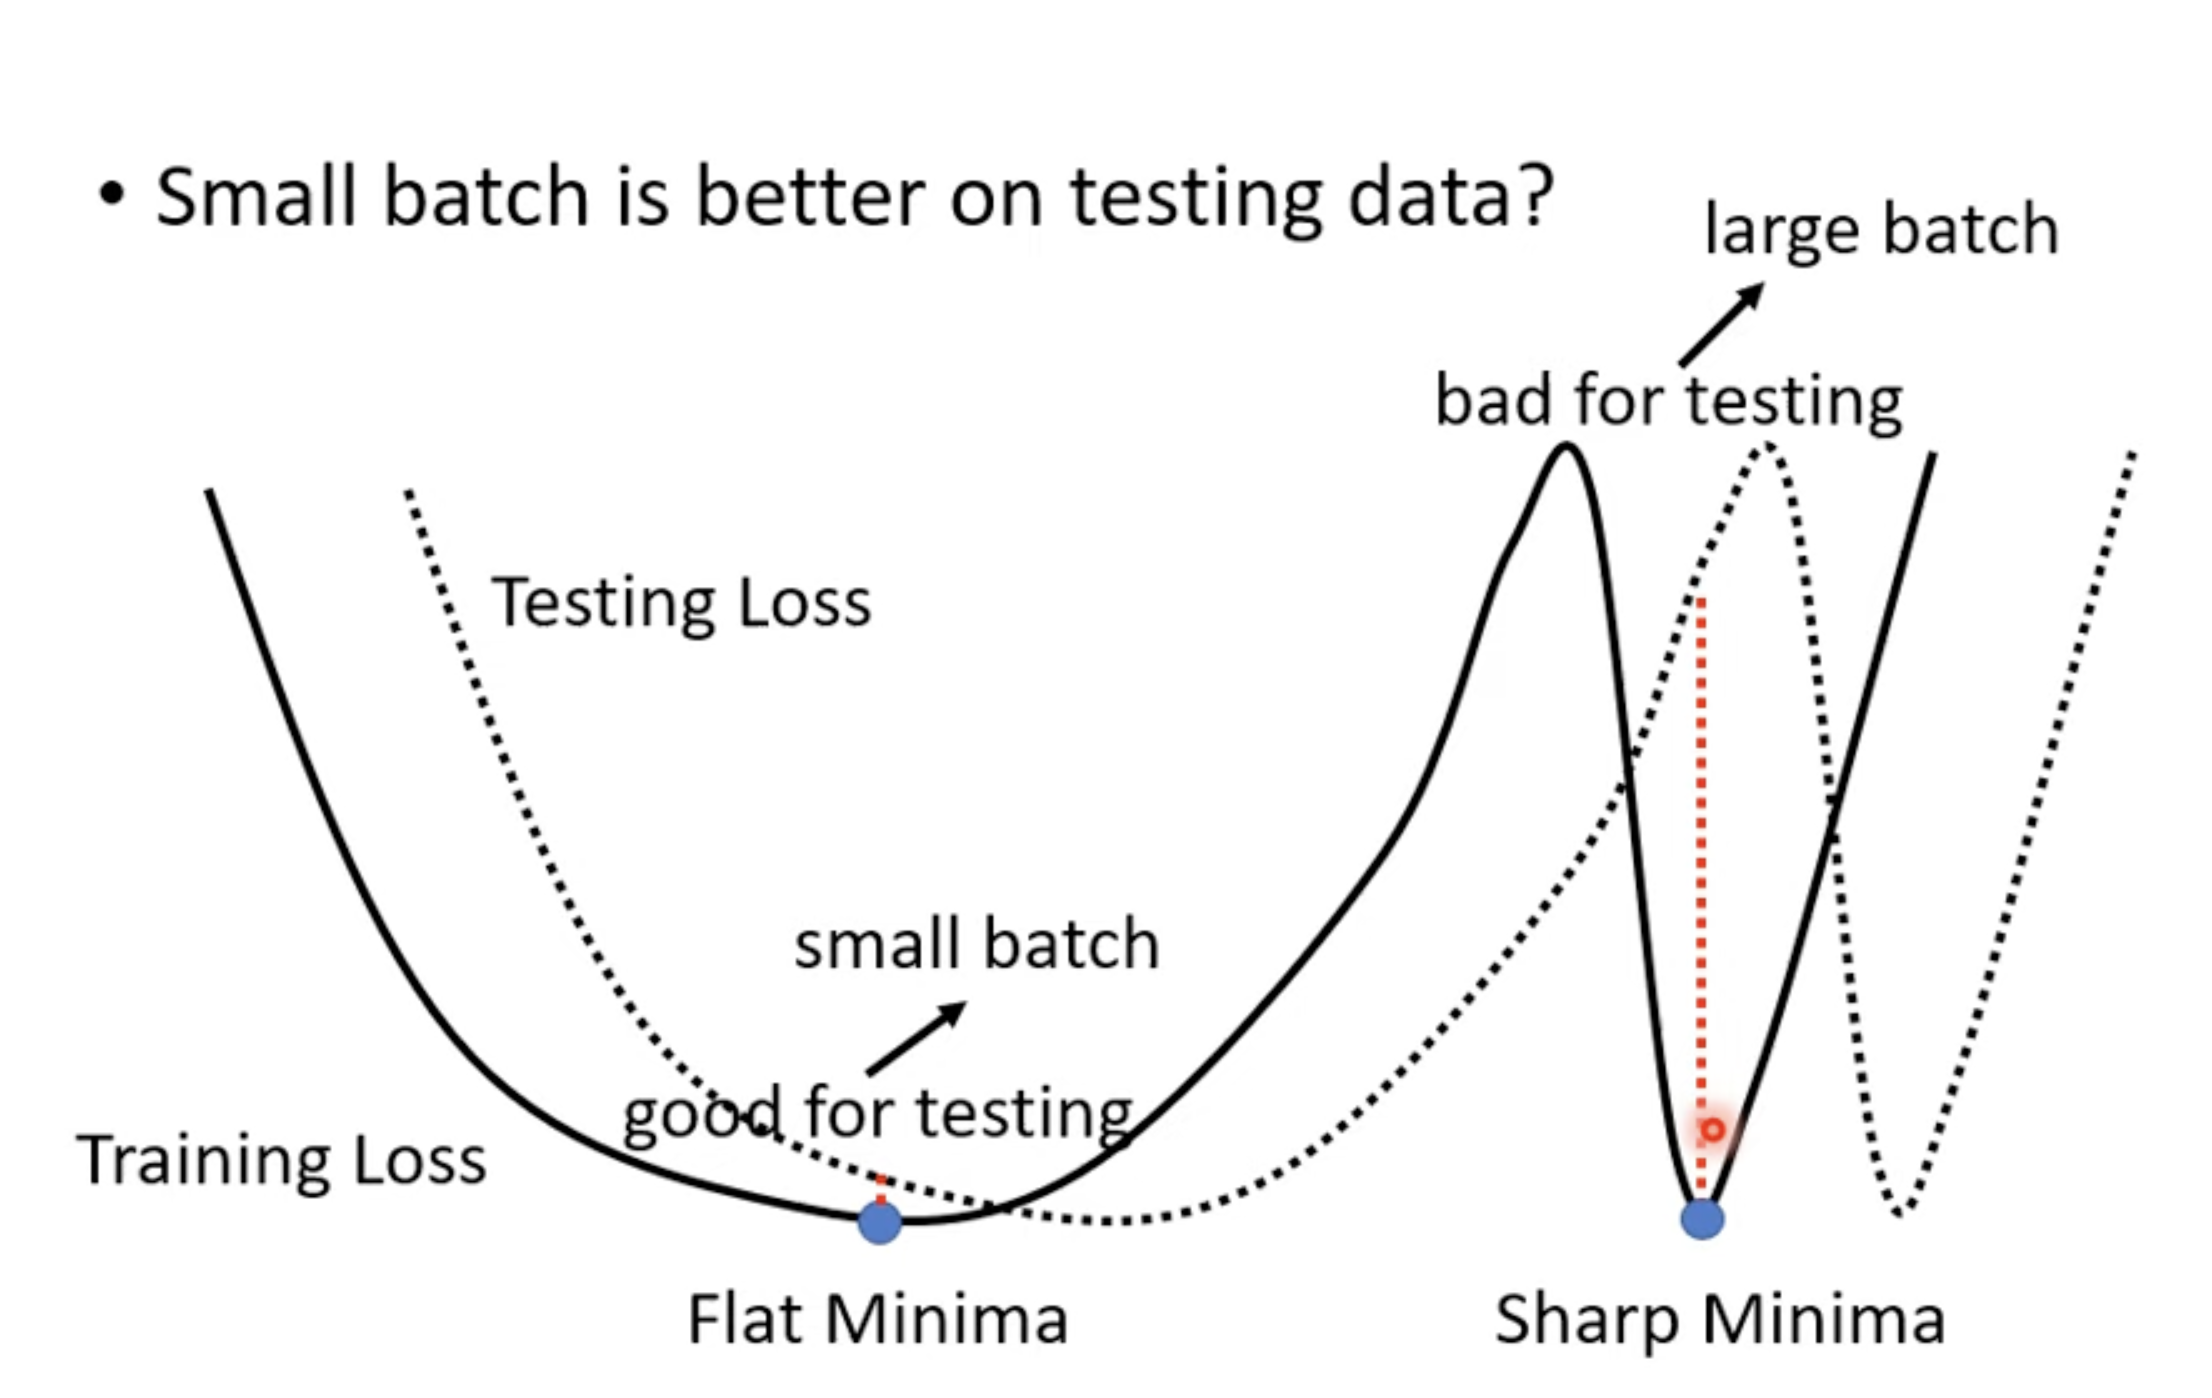 • Small batch is better on testing data?
large batch
bad for testing
Testing Loss
small batch
good for testing
Training Loss
Flat Minima
Sharp Minima